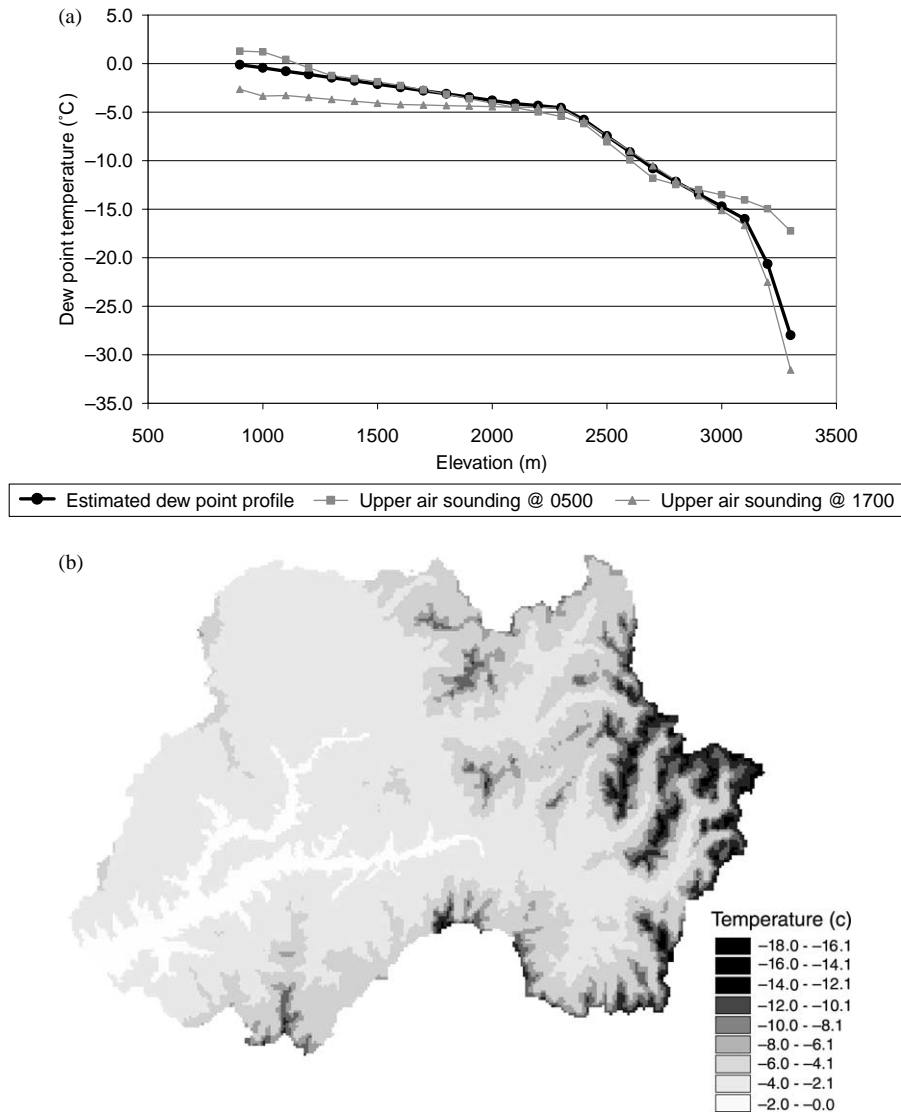 (a)
5.0
0.0
–5.0
–10.0
–15.0
–20.0
–25.0
–30.0
–35.0
Dew point temperature (˚C)
500 1000 1500 2000 2500 3000 3500
Elevation (m)
Estimated dew point profile Upper air sounding @ 0500 Upper air sounding @ 1700
(b)
Temperature (c)
–18.0 - –16.1
–16.0 - –14.1
–14.0 - –12.1
–12.0 - –10.1
–10.0 - –8.1
–8.0 - –6.1
–6.0 - –4.1
–4.0 - –2.1
–2.0 - –0.0